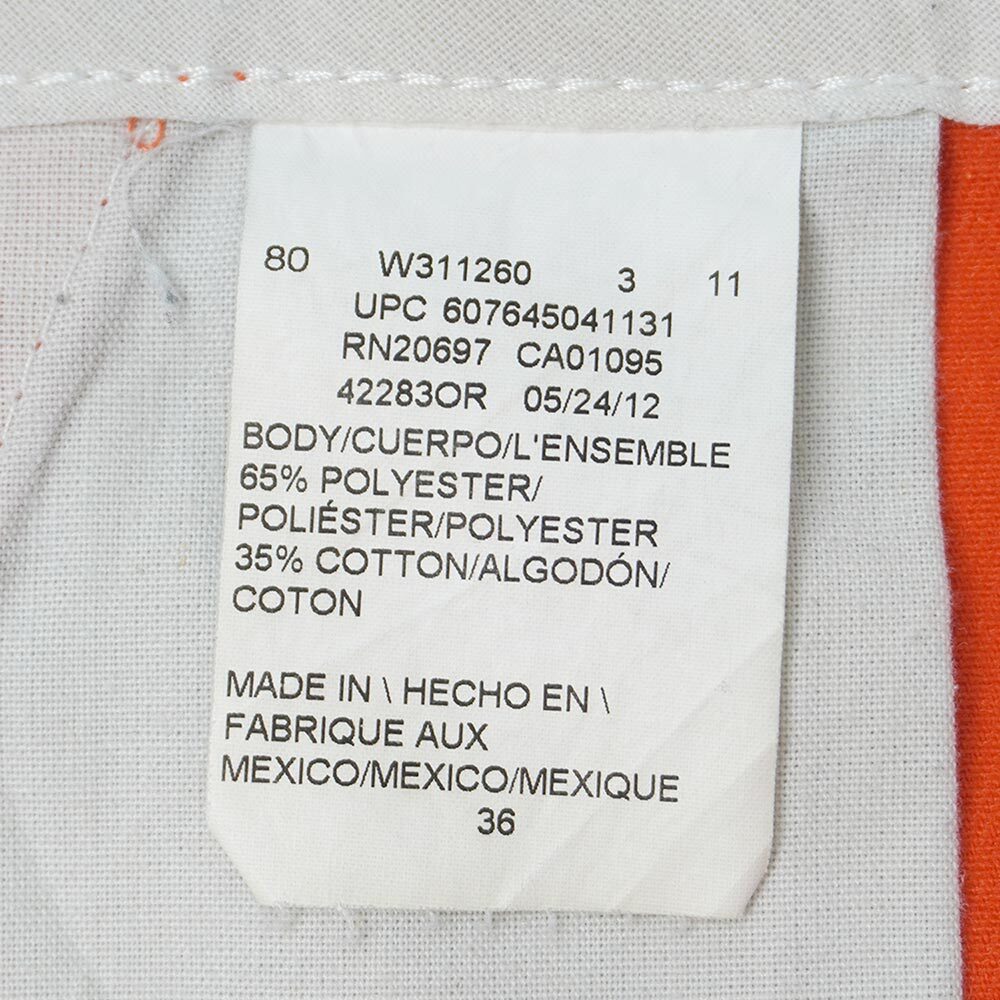 80 W311260 3 11
UPC 607645041131
RN20697 CA01095
42283OR 05/24/12
BODY/CUERPO/L'ENSEMBLE
65% POLYESTER/
POLIÉSTER/POLYESTER
35% COTTON/ALGODÓN/
COTON
MADE IN \ HECHO EN \
FABRIQUE AUX
MEXICO/MEXICO/MEXIQUE
36